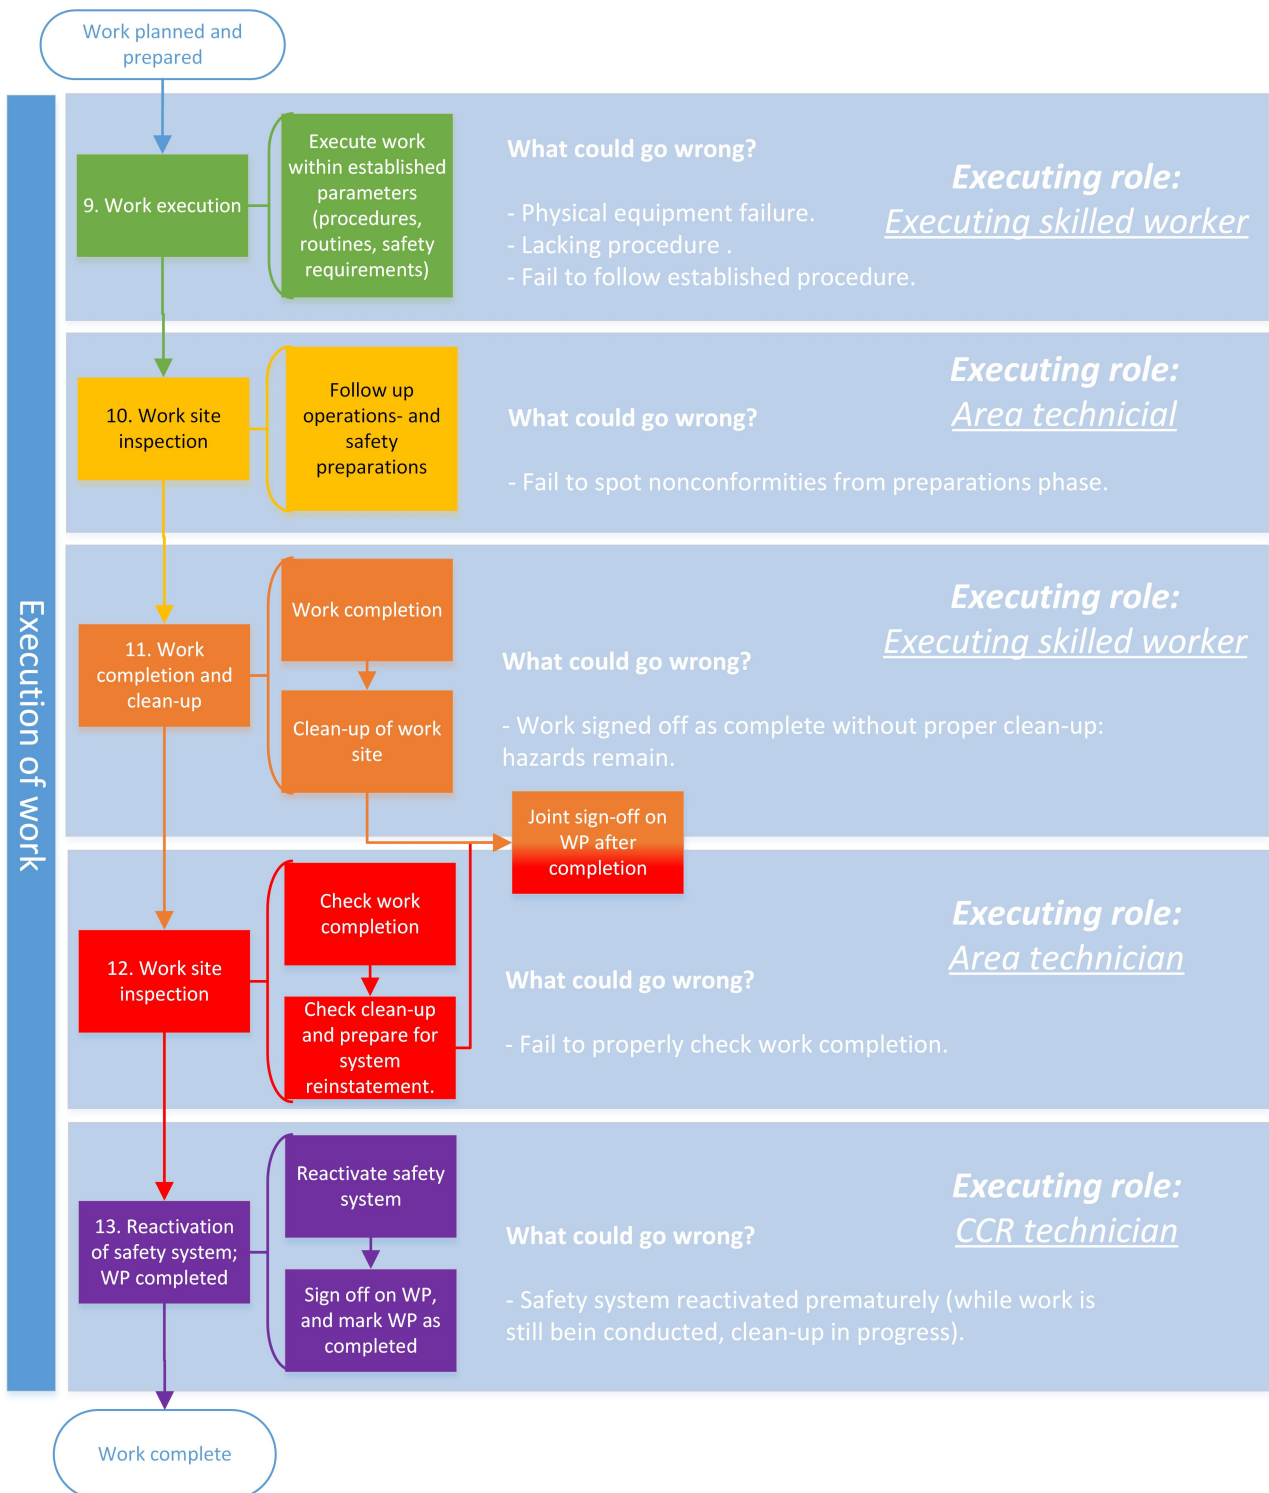 Work planned and
prepared
Execution of work
9. Work execution
Execute work
within established
parameters
(procedures,
routines, safety
requirements)
What could go wrong?
- Physical equipment failure.
- Lacking procedure .
- Fail to follow established procedure.
Executing role:
Executing skilled worker
10. Work site
inspection
Follow up
operations- and
safety
preparations
What could go wrong?
- Fail to spot nonconformities from preparations phase.
Executing role:
Area technicial
11. Work
completion and
clean-up
Work completion
Clean-up of work
site
What could go wrong?
- Work signed off as complete without proper clean-up:
hazards remain.
Executing role:
Executing skilled worker
Joint sign-off on
WP after
completion
12. Work site
inspection
Check work
completion
Check clean-up
and prepare for
system
reinstatement.
What could go wrong?
- Fail to properly check work completion.
Executing role:
Area technician
13. Reactivation
of safety system;
WP completed
Reactivate safety
system
Sign off on WP,
and mark WP as
completed
What could go wrong?
- Safety system reactivated prematurely (while work is
still bein conducted, clean-up in progress).
Executing role:
CCR technician
Work complete